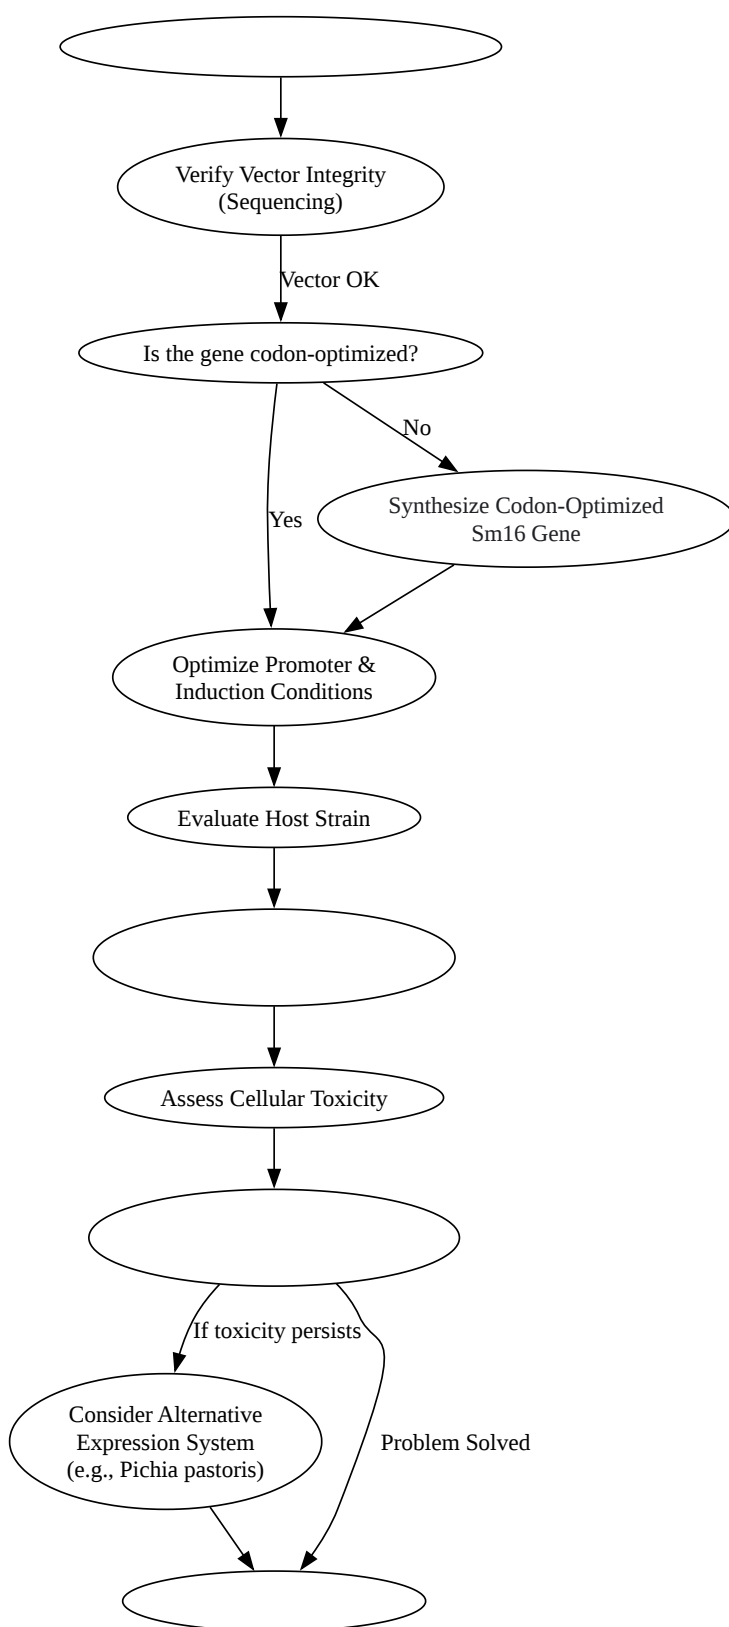 Verify Vector Integrity
(Sequencing)
Vector OK
Is the gene codon-optimized?
No
Synthesize Codon-Optimized
Sm16 Gene
Yes
Optimize Promoter &
Induction Conditions
Evaluate Host Strain
Assess Cellular Toxicity
If toxicity persists
Consider Alternative
Expression System
(e.g., Pichia pastoris)
Problem Solved